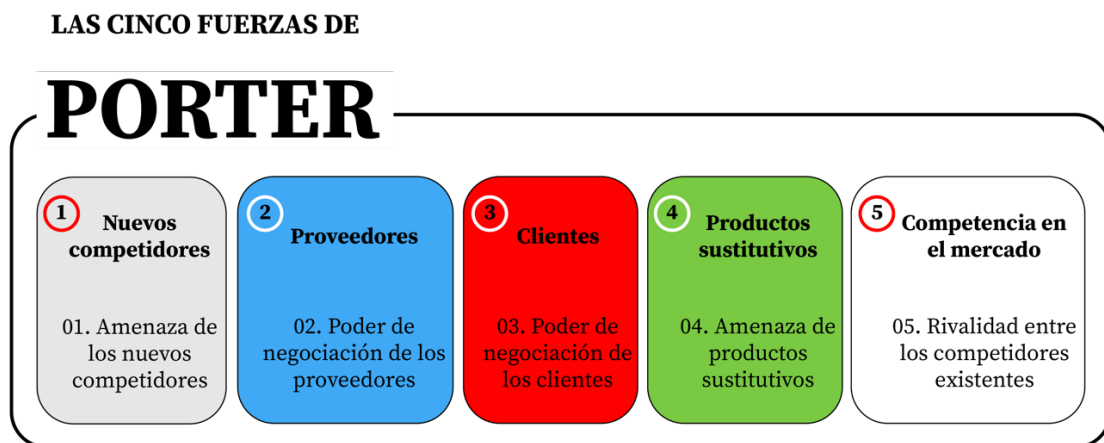 LAS CINCO FUERZAS DE
PORTER
1
Nuevos
competidores
01. Amenaza de
los nuevos
competidores
2
Proveedores
02. Poder de
negociación de los
proveedores
3
Clientes
03. Poder de
negociación de
los clientes
4
Productos
sustitutivos
04. Amenaza de
productos
sustitutivos
5
Competencia en
el mercado
05. Rivalidad entre
los competidores
existentes